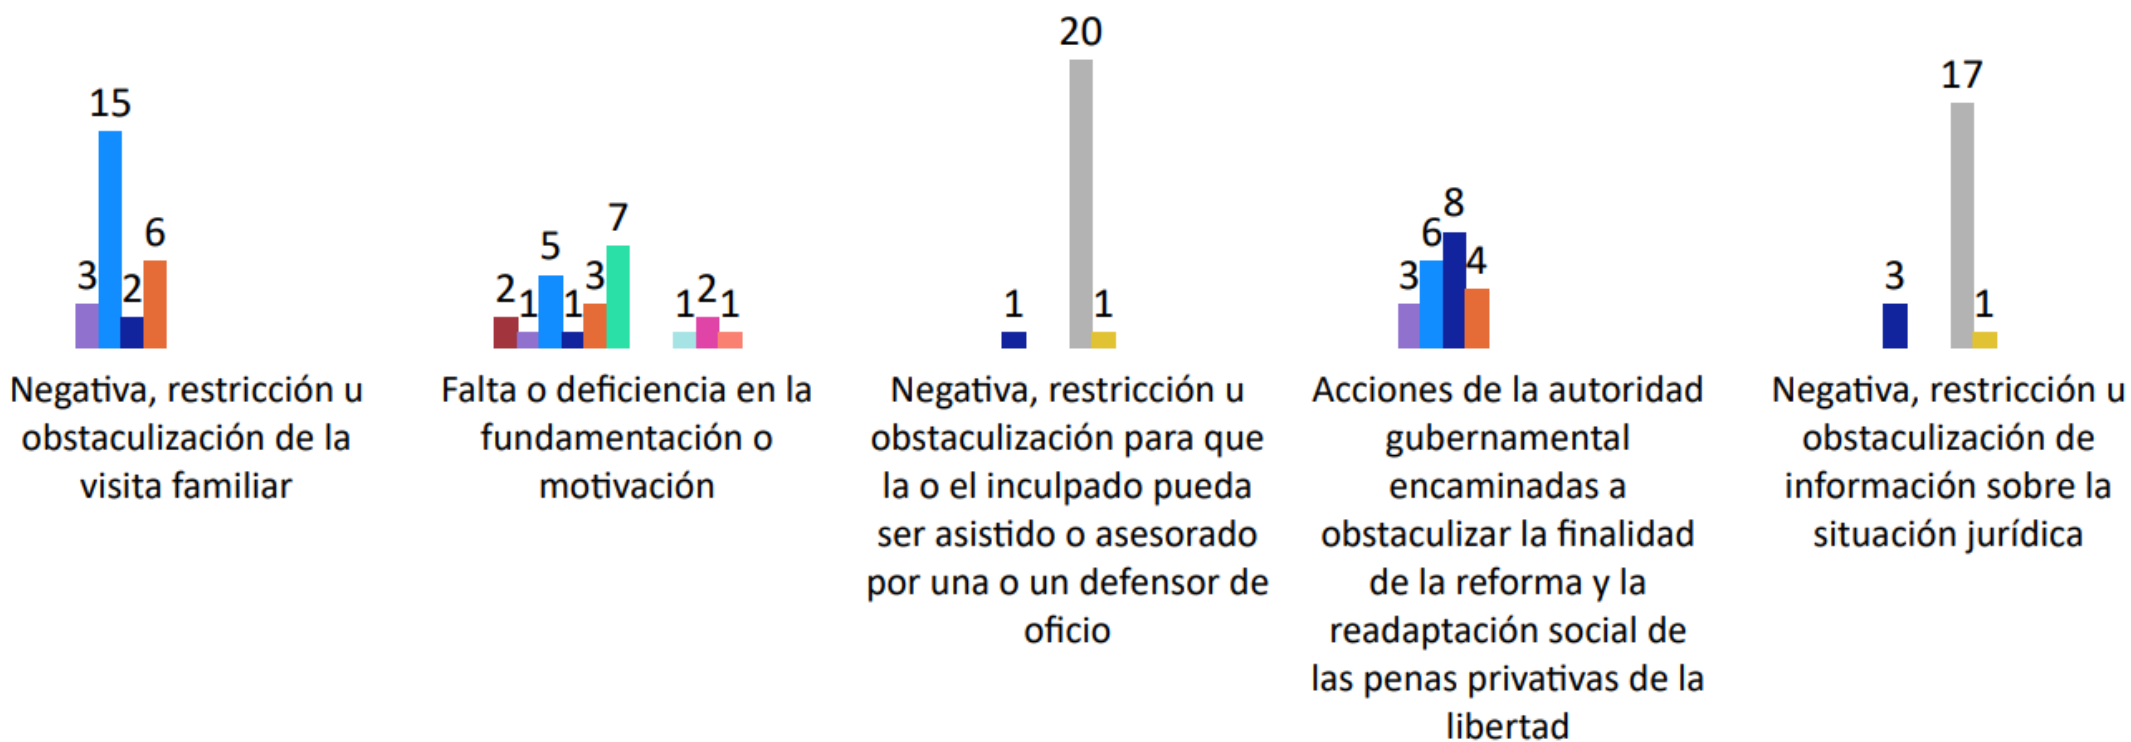 20
17
15
8
7
6
6
5
4
3
2
2
1
1
3
1
2
1
1
1
3
3
1
Negativa, restricción u
obstaculización de la
visita familiar
Falta o deficiencia en la
fundamentación o
motivación
Negativa, restricción u
obstaculización para que
la o el inculpado pueda
ser asistido o asesorado
por una o un defensor de
oficio
Acciones de la autoridad
gubernamental
encaminadas a
obstaculizar la finalidad
de la reforma y la
readaptación social de
las penas privativas de la
libertad
Negativa, restricción u
obstaculización de
información sobre la
situación jurídica